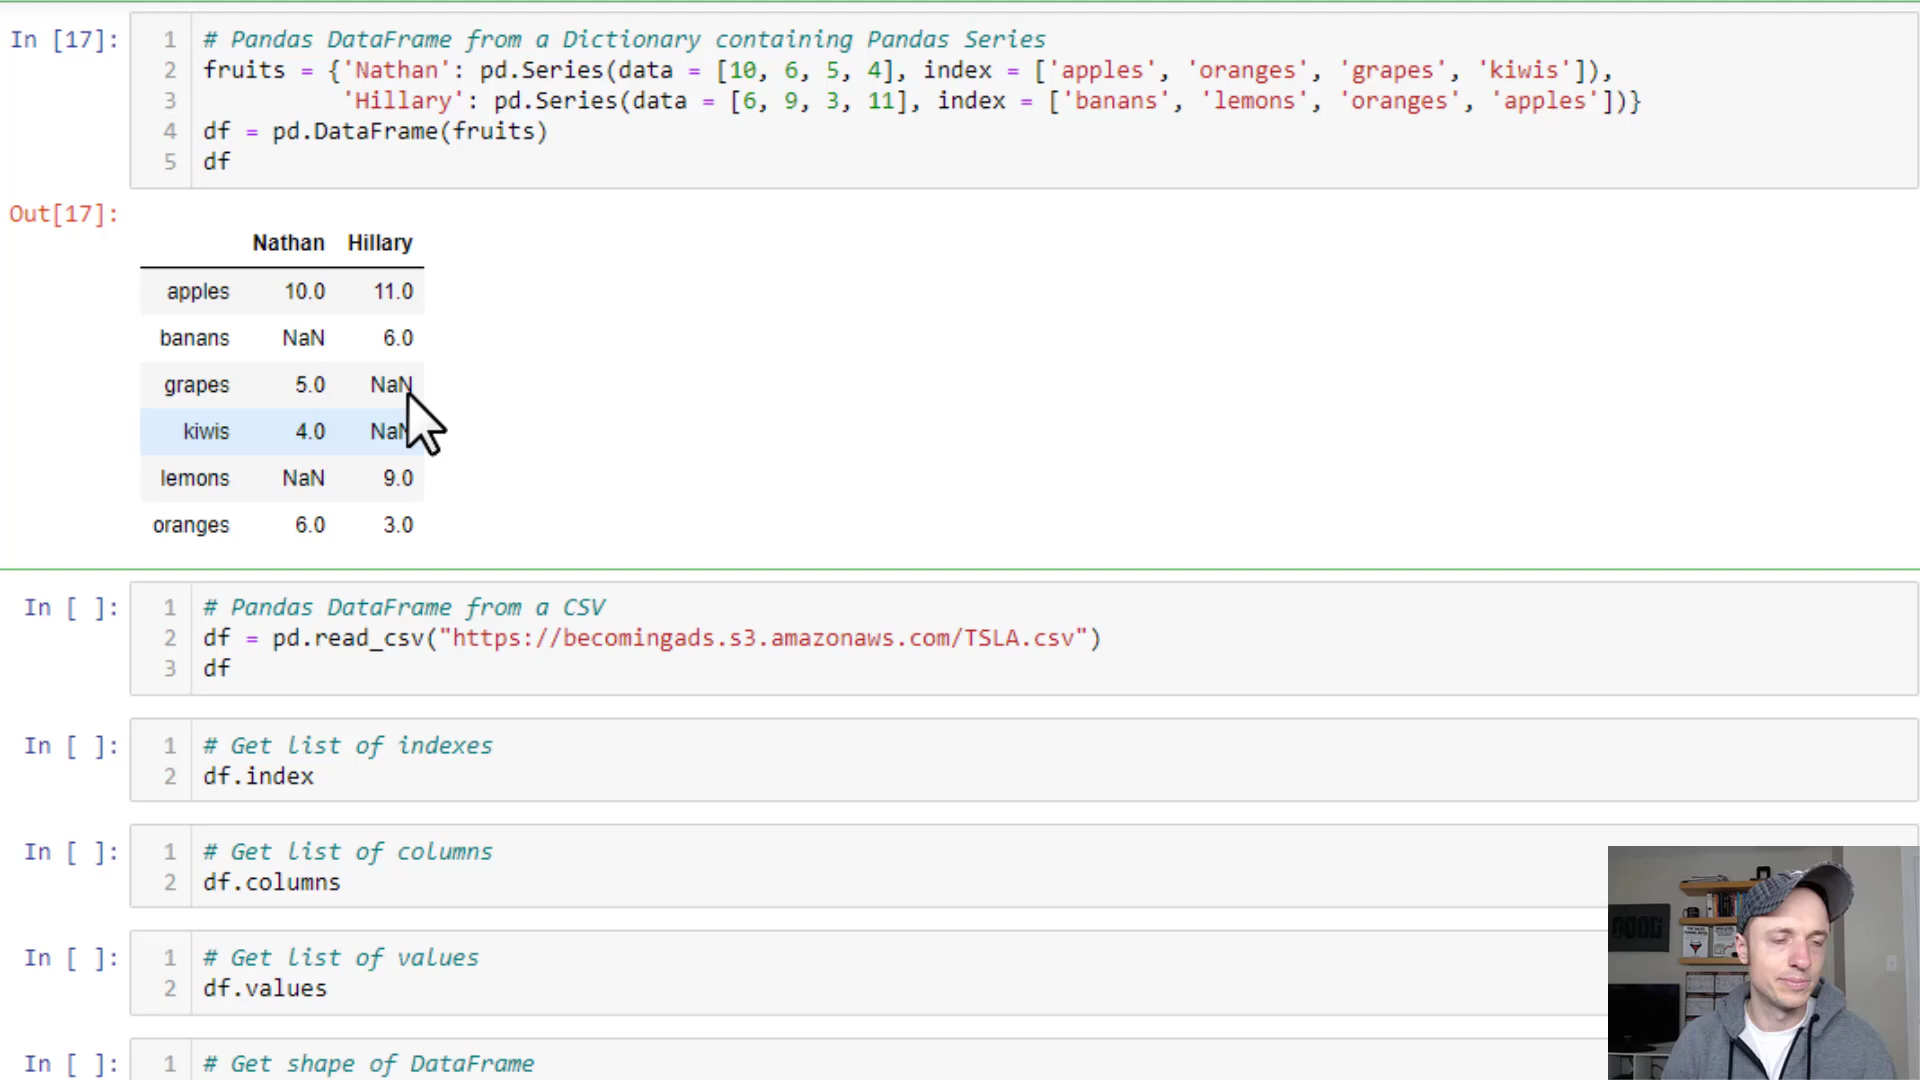 In [17]:
1 # Pandas DataFrame from a Dictionary containing Pandas Series
2 fruits = {'Nathan': pd.Series(data = [10, 6, 5, 4], index = ['apples', 'oranges', 'grapes', 'kiwis']),
3 'Hillary': pd.Series(data = [6, 9, 3, 11], index = ['banans', 'lemons', 'oranges', 'apples'])}
4 df = pd.DataFrame(fruits)
5 df
Out[17]:
Nathan Hillary
apples 10.0 11.0
banans NaN 6.0
grapes 5.0 NaN
kiwis 4.0 NaN
lemons NaN 9.0
oranges 6.0 3.0
In [ ]:
1 # Pandas DataFrame from a CSV
2 df = pd.read_csv("https://becomingads.s3.amazonaws.com/TSLA.csv")
3 df
In [ ]:
1 # Get list of indexes
2 df.index
In [ ]:
1 # Get list of columns
2 df.columns
In [ ]:
1 # Get list of values
2 df.values
In [ ]:
1 # Get shape of DataFrame
GOOD